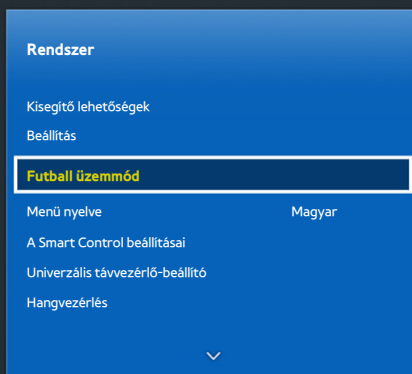 Rendszer
Kisegítő lehetőségek
Beállítás
Futball üzemmód
Menü nyelve Magyar
A Smart Control beállításai
Univerzális távvezérlő-beállító
Hangvezérlés